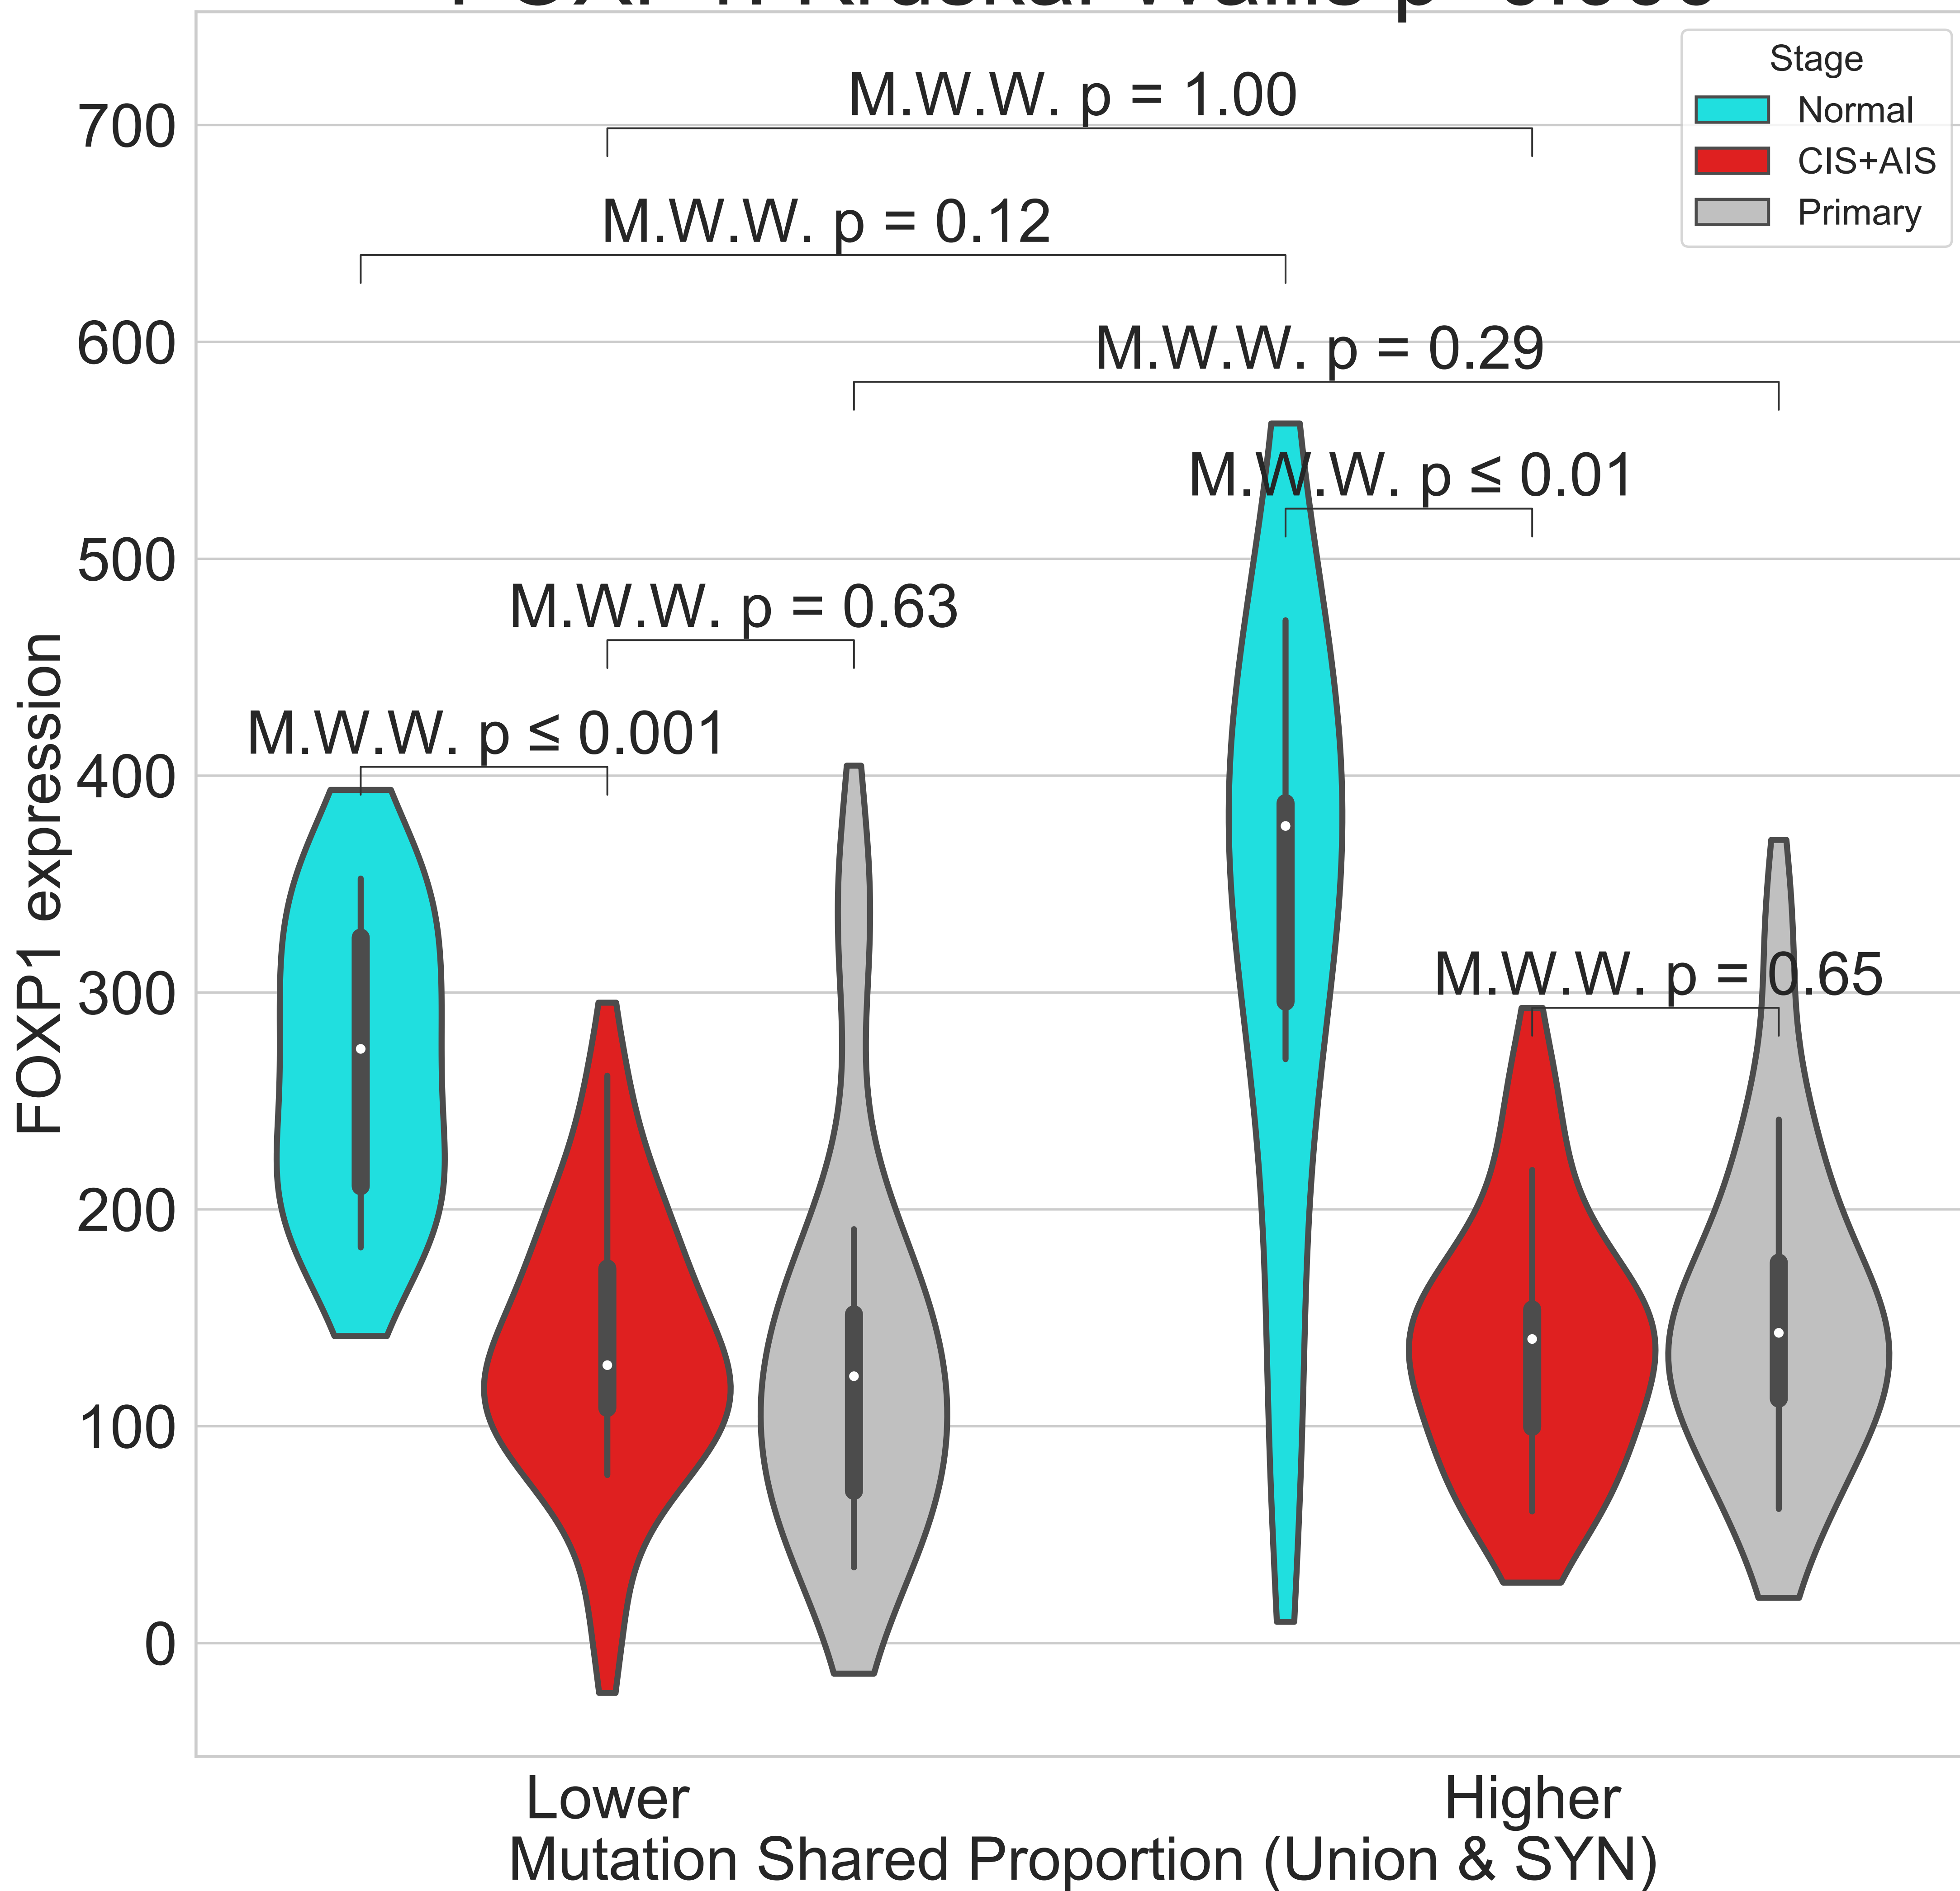 Stage
Normal
CIS+AIS
Primary
M.W.W. p = 1.00
M.W.W. p = 0.12
M.W.W. p = 0.29
M.W.W. p ≤ 0.01
M.W.W. p = 0.63
M.W.W. p ≤ 0.001
M.W.W. p = 0.65
700
600
500
400
300
200
100
0
FOXP1 expression
Lower
Higher
Mutation Shared Proportion (Union & SYN)